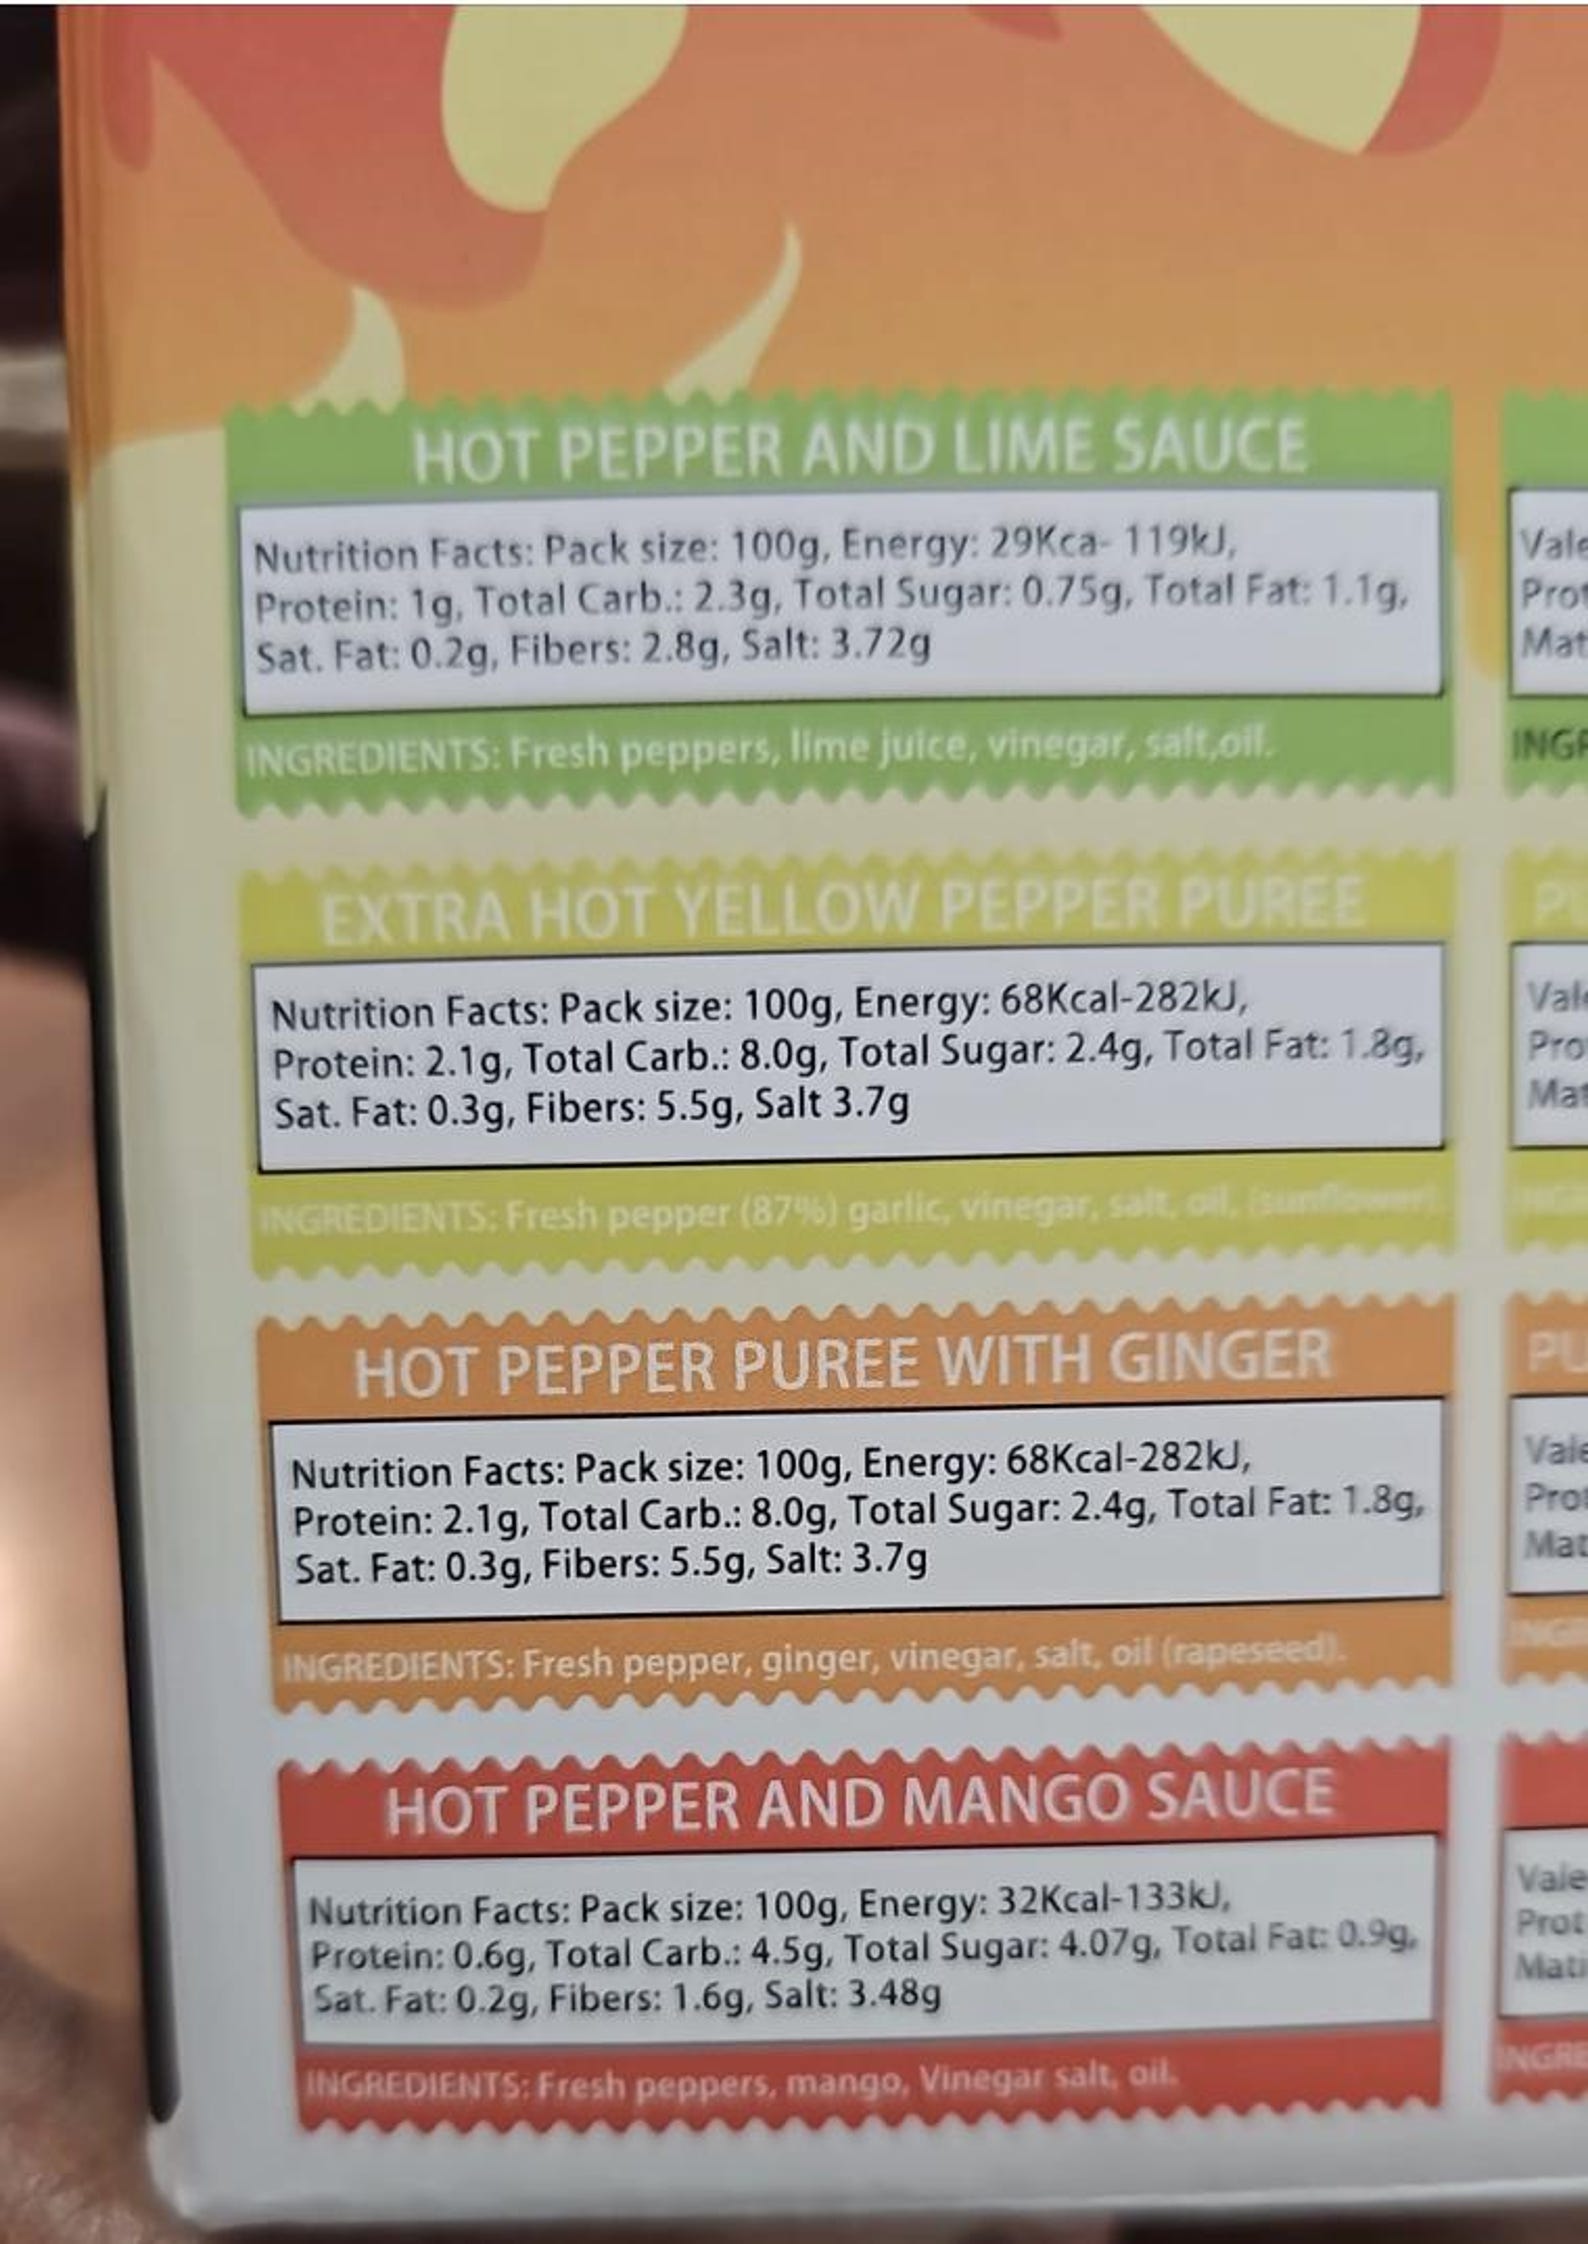 HOT PEPPER AND LIME SAUCE
Nutrition Facts: Pack size: 100g, Energy: 29Kca- 119kJ,
Protein: 1g, Total Carb.: 2.3g, Total Sugar: 0.75g, Total Fat: 1.1g,
Sat. Fat: 0.2g, Fibers: 2.8g, Salt: 3.72g
INGREDIENTS: Fresh peppers, lime juice, vinegar, salt,oil.
EXTRA HOT YELLOW PEPPER PUREE
Nutrition Facts: Pack size: 100g, Energy: 68Kcal-282kJ,
Protein: 2.1g, Total Carb.: 8.0g, Total Sugar: 2.4g, Total Fat: 1.8g,
Sat. Fat: 0.3g, Fibers: 5.5g, Salt 3.7g
INGREDIENTS: Fresh pepper (87%) garlic, vinegar, salt, oil, (sunflower).
HOT PEPPER PUREE WITH GINGER
Nutrition Facts: Pack size: 100g, Energy: 68Kcal-282kJ,
Protein: 2.1g, Total Carb.: 8.0g, Total Sugar: 2.4g, Total Fat: 1.8g,
Sat. Fat: 0.3g, Fibers: 5.5g, Salt: 3.7g
INGREDIENTS: Fresh pepper, ginger, vinegar, salt, oil (rapeseed).
HOT PEPPER AND MANGO SAUCE
Nutrition Facts: Pack size: 100g, Energy: 32Kcal-133kJ,
Protein: 0.6g, Total Carb.: 4.5g, Total Sugar: 4.07g, Total Fat: 0.9g,
Sat. Fat: 0.2g, Fibers: 1.6g, Salt: 3.48g
INGREDIENTS: Fresh peppers, mango, Vinegar salt, oil.